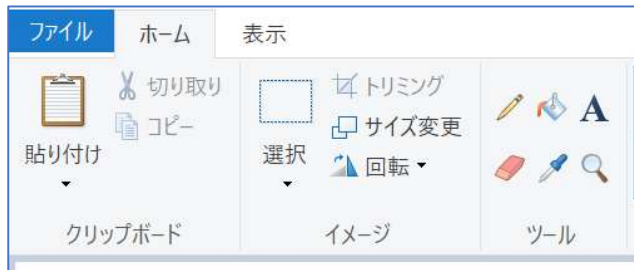 ファイル ホーム 表示
切り取り
コピー
貼り付け
クリップボード
トリミング
サイズ変更
選択
回転
イメージ
A
ツール